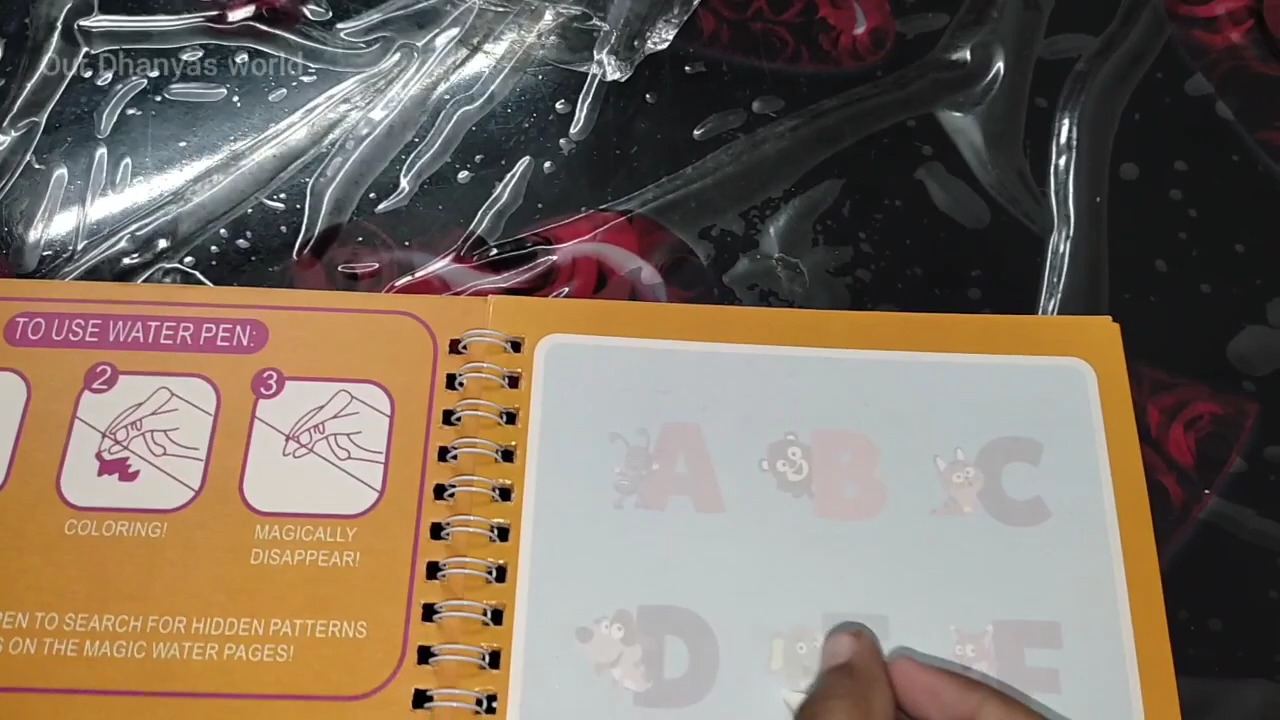 Our Dhanyas World
TO USE WATER PEN:
2
3
COLORING!
MAGICALLY
DISAPPEAR!
PEN TO SEARCH FOR HIDDEN PATTERNS
S ON THE MAGIC WATER PAGES!
A B C
D E F